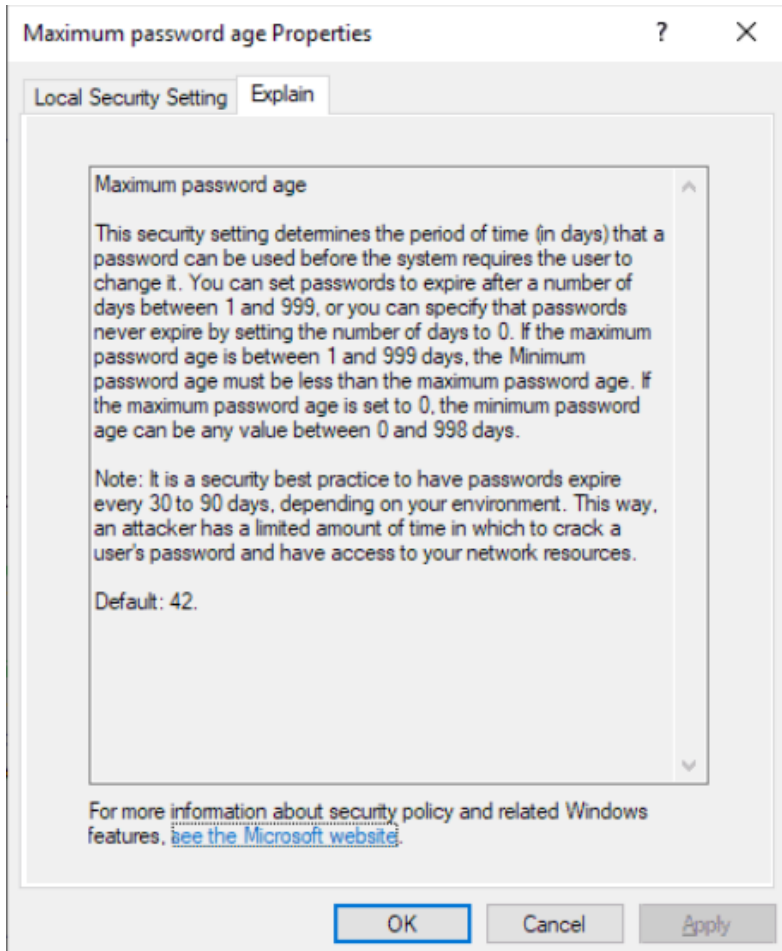 Maximum password age Properties
?
Local Security Setting
Explain
Maximum password age
This security setting determines the period of time (in days) that a
password can be used before the system requires the user to
change it. You can set passwords to expire after a number of
days between 1 and 999, or you can specify that passwords
never expire by setting the number of days to 0. If the maximum
password age is between 1 and 999 days, the Minimum
password age must be less than the maximum password age. If
the maximum password age is set to 0, the minimum password
age can be any value between 0 and 998 days.
Note: It is a security best practice to have passwords expire
every 30 to 90 days, depending on your environment. This way,
an attacker has a limited amount of time in which to crack a
user's password and have access to your network resources.
Default: 42.
For more information about security policy and related Windows
features, see the Microsoft website.
OK
Cancel
Apply